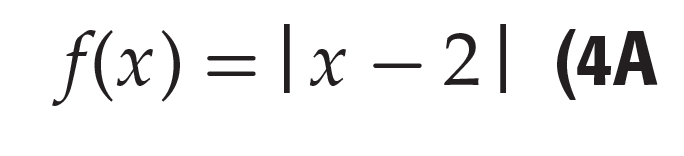 f(x) = |x − 2| (4A